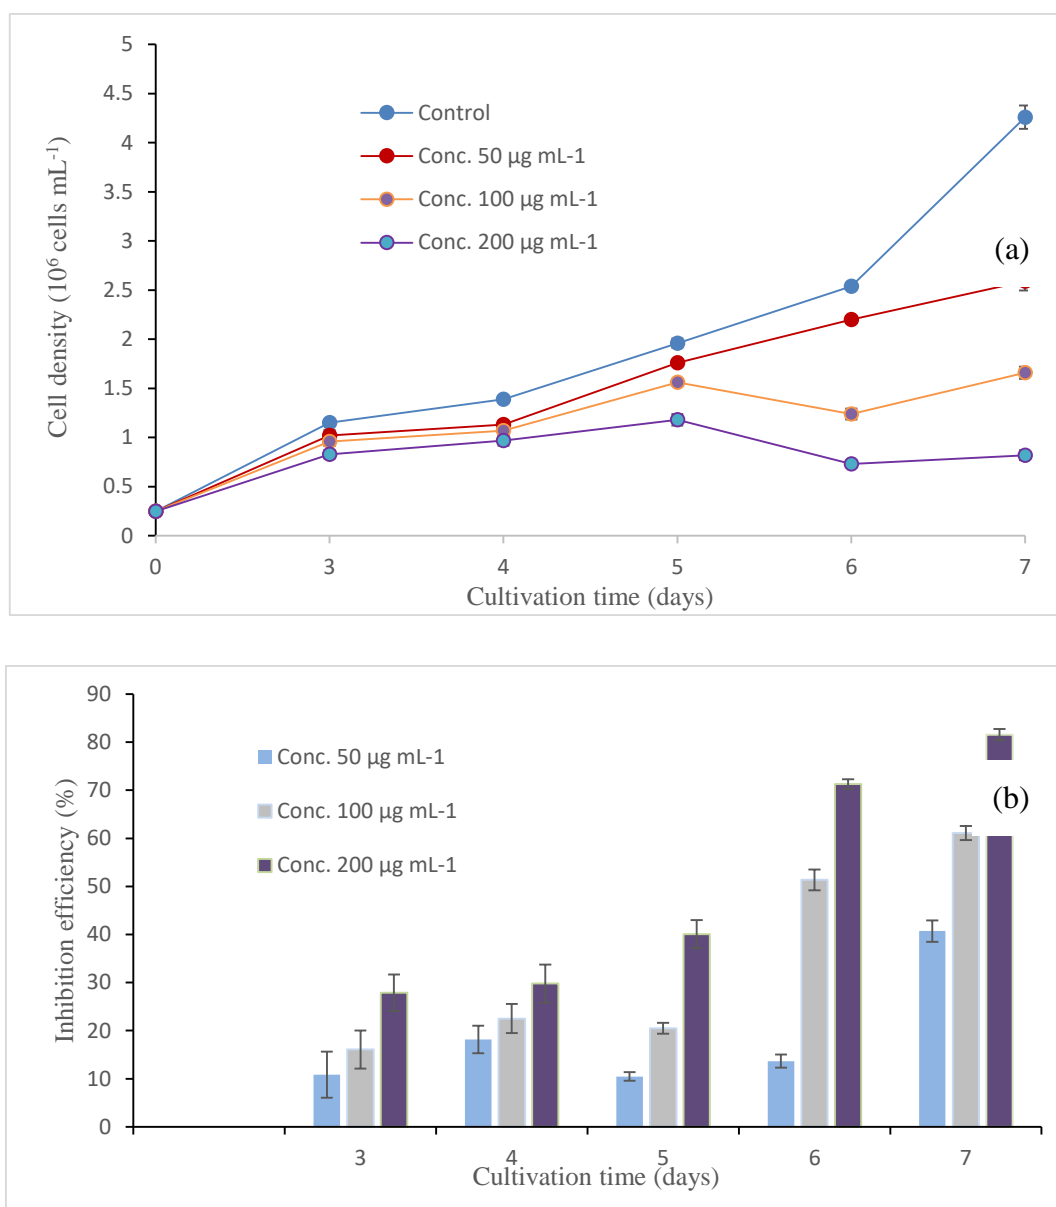 5
4.5
4
3.5
3
2.5
2
1.5
1
0.5
0
Cell density (10⁶ cells mL⁻¹)
Control
Conc. 50 µg mL-1
Conc. 100 µg mL-1
Conc. 200 µg mL-1
(a)
0 3 4 5 6 7
Cultivation time (days)
90
80
70
60
50
40
30
20
10
0
Inhibition efficiency (%)
Conc. 50 µg mL-1
Conc. 100 µg mL-1
Conc. 200 µg mL-1
(b)
3 4 5 6 7
Cultivation time (days)